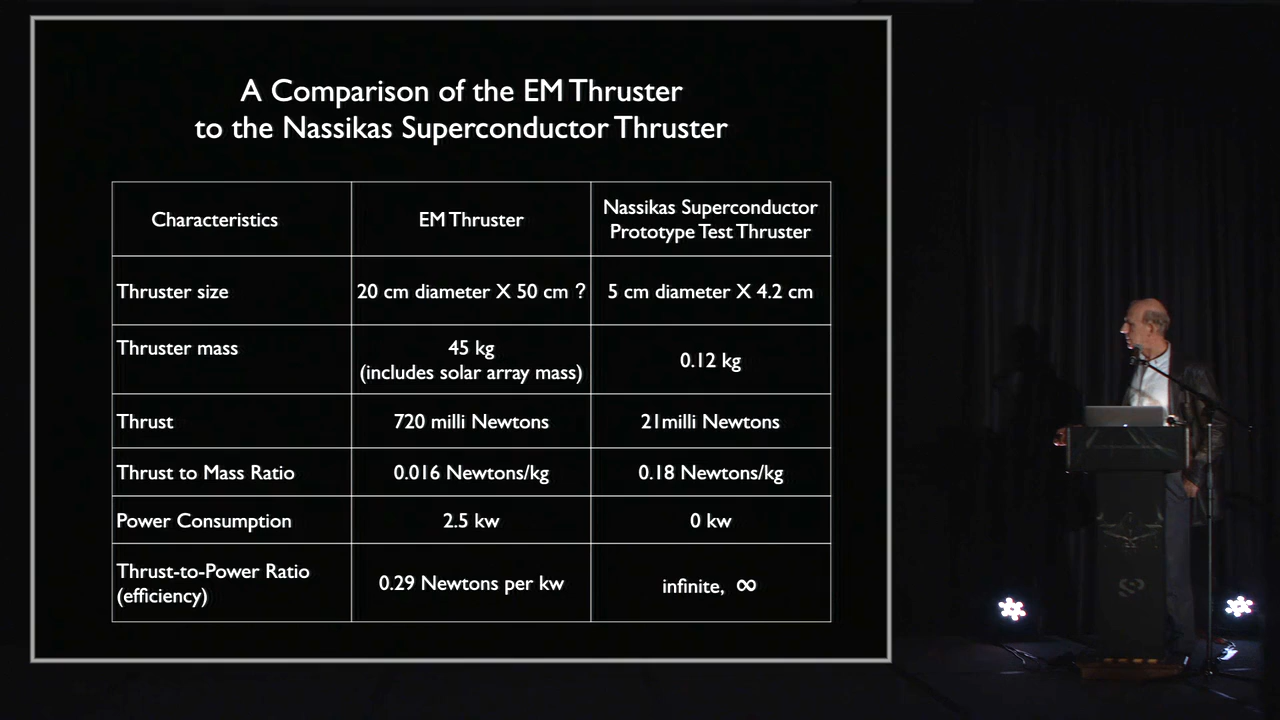 A Comparison of the EM Thruster
to the Nassikas Superconductor Thruster
Characteristics
EM Thruster
Nassikas Superconductor
Prototype Test Thruster
Thruster size
20 cm diameter X 50 cm ?
5 cm diameter X 4.2 cm
Thruster mass
45 kg
(includes solar array mass)
0.12 kg
Thrust
720 milli Newtons
21milli Newtons
Thrust to Mass Ratio
0.016 Newtons/kg
0.18 Newtons/kg
Power Consumption
2.5 kw
0 kw
Thrust-to-Power Ratio
(efficiency)
0.29 Newtons per kw
infinite, ∞